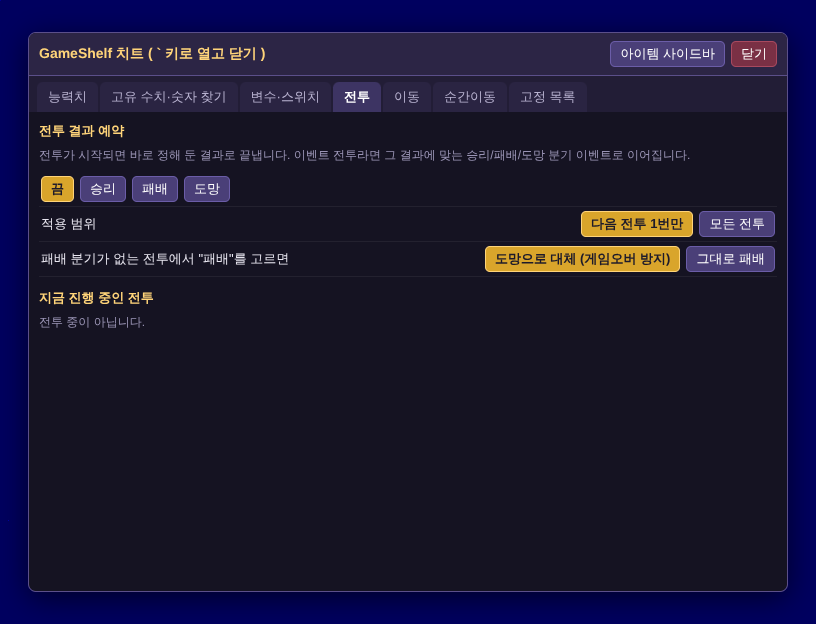 GameShelf 치트 ( ` 키로 열고 닫기 )
아이템 사이드바 닫기
능력치 고유 수치·숫자 찾기 변수·스위치 전투 이동 순간이동 고정 목록
전투 결과 예약
전투가 시작되면 바로 정해 둔 결과로 끝냅니다. 이벤트 전투라면 그 결과에 맞는 승리/패배/도망 분기 이벤트로 이어집니다.
끔 승리 패배 도망
적용 범위 다음 전투 1번만 모든 전투
패배 분기가 없는 전투에서 "패배"를 고르면 도망으로 대체 (게임오버 방지) 그대로 패배
지금 진행 중인 전투
전투 중이 아닙니다.